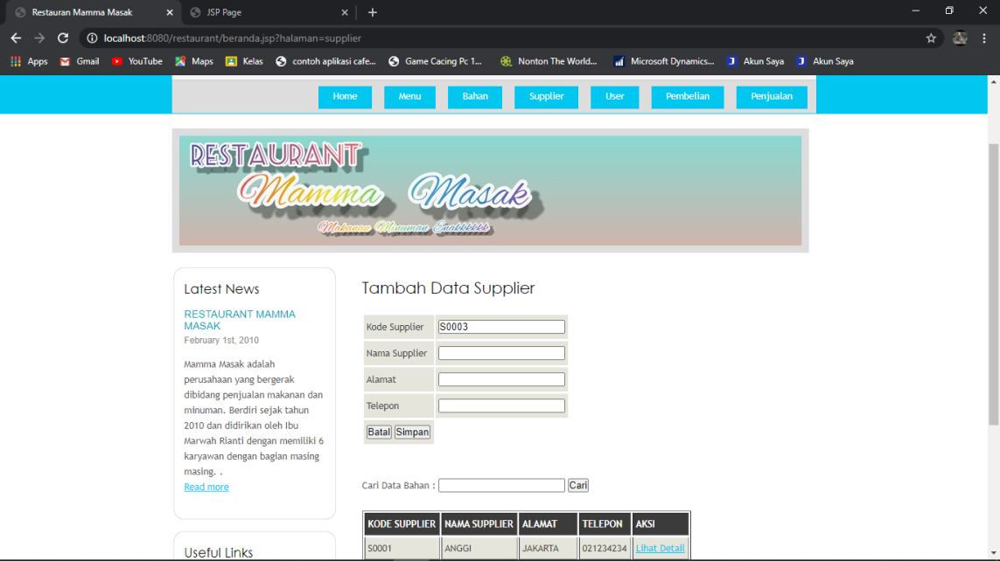 Restauran Mamma Masak
JSP Page
localhost:8080/restaurant/beranda.jsp?halaman=supplier
Apps Gmail YouTube Maps Kelas contoh aplikasi cafe... Game Cacing Pc 1... Nonton The World... Microsoft Dynamics... Akun Saya Akun Saya
Home Menu Bahan Supplier User Pembelian Penjualan
RESTAURANT
Mamma Masak
Makanan Minuman Enakkkkkk
Latest News
RESTAURANT MAMMA
MASAK
February 1st, 2010
Mamma Masak adalah
perusahaan yang bergerak
dibidang penjualan makanan dan
minuman. Berdiri sejak tahun
2010 dan didirikan oleh Ibu
Marwah Rianti dengan memiliki 6
karyawan dengan bagian masing
masing. .
Read more
Useful Links
Tambah Data Supplier
Kode Supplier S0003
Nama Supplier
Alamat
Telepon
Batal Simpan
Cari Data Bahan : Cari
KODE SUPPLIER NAMA SUPPLIER ALAMAT TELEPON AKSI
S0001 ANGGI JAKARTA 021234234 Lihat Detail